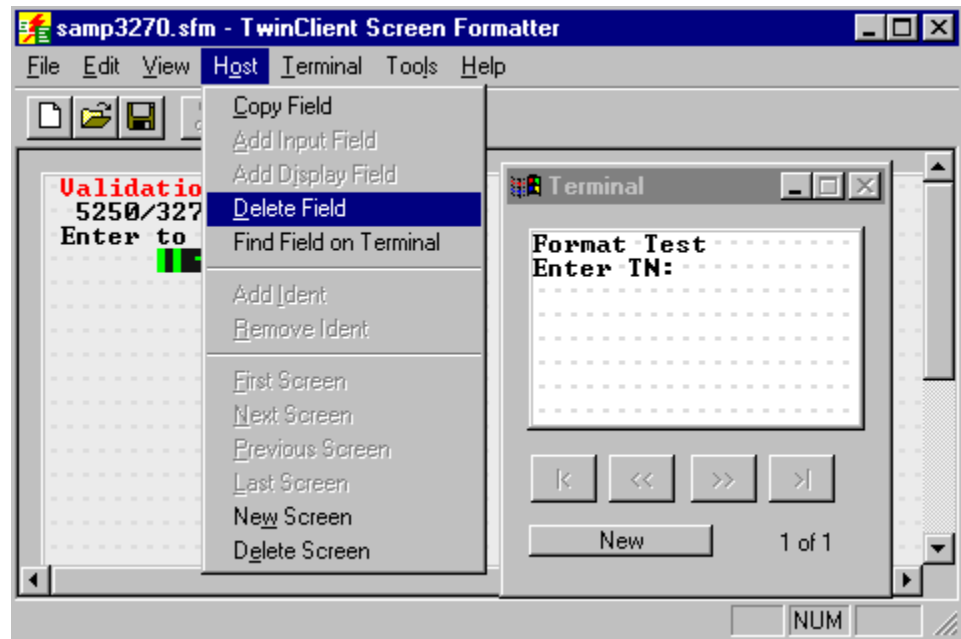 samp3270.sfm - TwinClient Screen Formatter
File Edit View Host Terminal Tools Help
Copy Field
Add Input Field
Add Display Field
Delete Field
Find Field on Terminal
Add Ident
Remove Ident
First Screen
Next Screen
Previous Screen
Last Screen
New Screen
Delete Screen
Validatio
5250/327
Enter to
Terminal
Format Test
Enter TN:
|< << >> >|
New 1 of 1
NUM